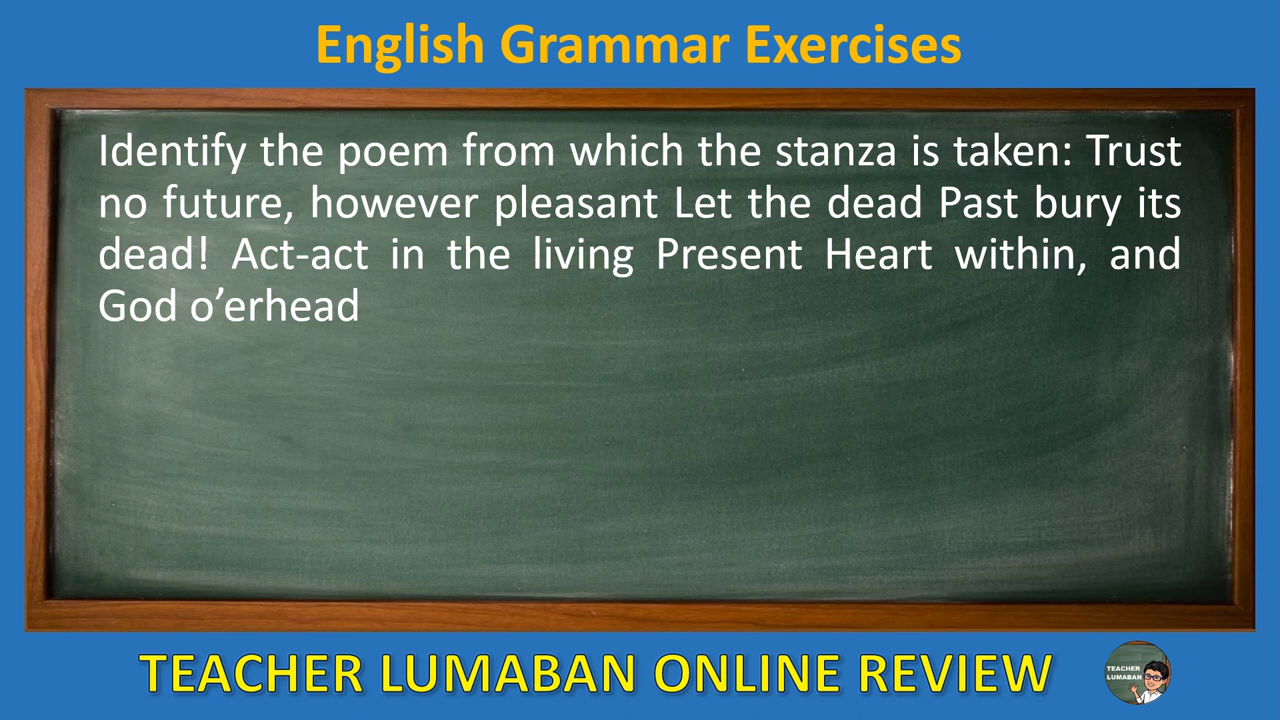 English Grammar Exercises
Identify the poem from which the stanza is taken: Trust
no future, however pleasant Let the dead Past bury its
dead! Act-act in the living Present Heart within, and
God o’erhead
TEACHER LUMABAN ONLINE REVIEW
TEACHER
LUMABAN